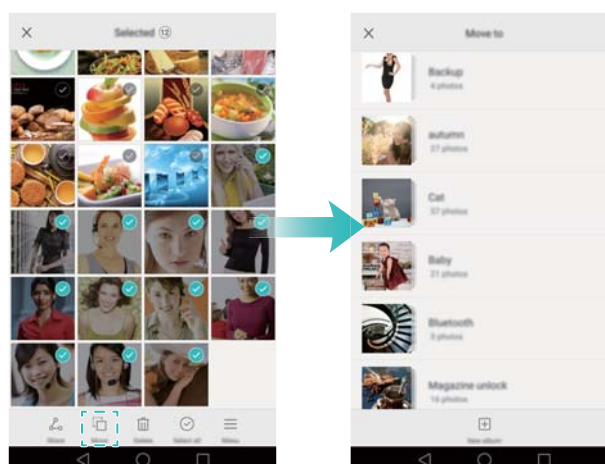 Selected 12
Share
Move
Delete
Select all
Menu
Move to
Backup
4 photos
autumn
27 photos
Cat
57 photos
Baby
21 photos
Bluetooth
3 photos
Magazine unlock
16 photos
New album